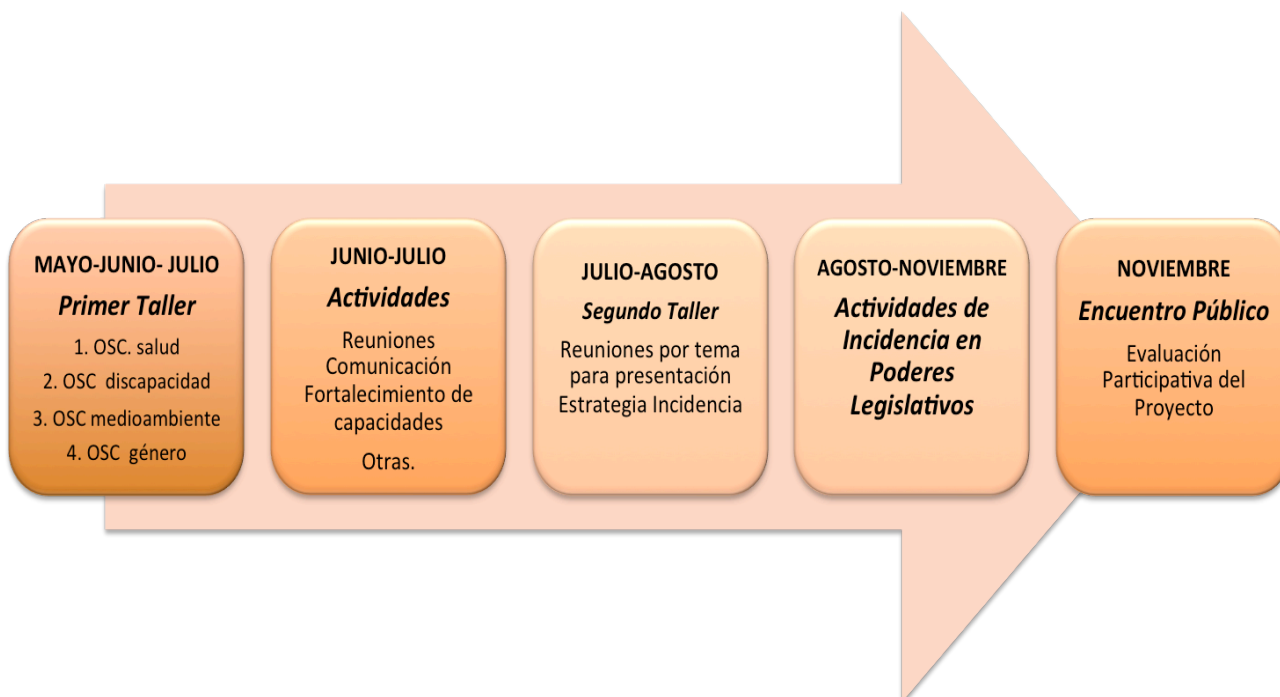 MAYO-JUNIO- JULIO
Primer Taller
1. OSC. salud
2. OSC discapacidad
3. OSC medioambiente
4. OSC género
JUNIO-JULIO
Actividades
Reuniones
Comunicación
Fortalecimiento de
capacidades
Otras.
JULIO-AGOSTO
Segundo Taller
Reuniones por tema
para presentación
Estrategia Incidencia
AGOSTO-NOVIEMBRE
Actividades de
Incidencia en
Poderes
Legislativos
NOVIEMBRE
Encuentro Público
Evaluación
Participativa del
Proyecto